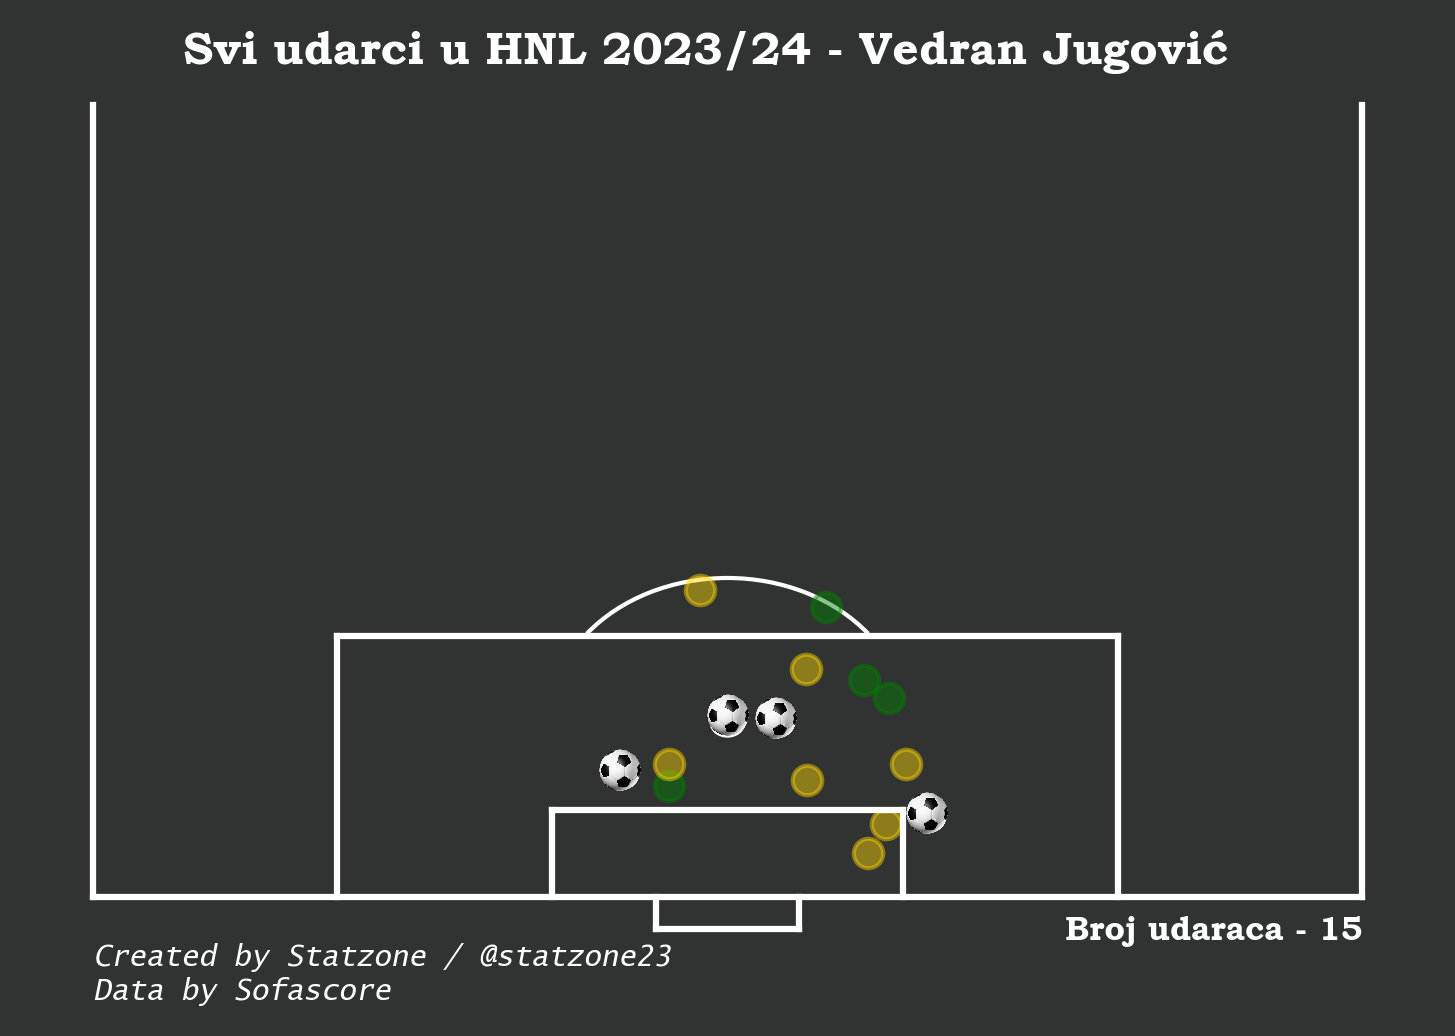 Svi udarci u HNL 2023/24 - Vedran Jugović
Broj udaraca - 15
Created by Statzone / @statzone23
Data by Sofascore